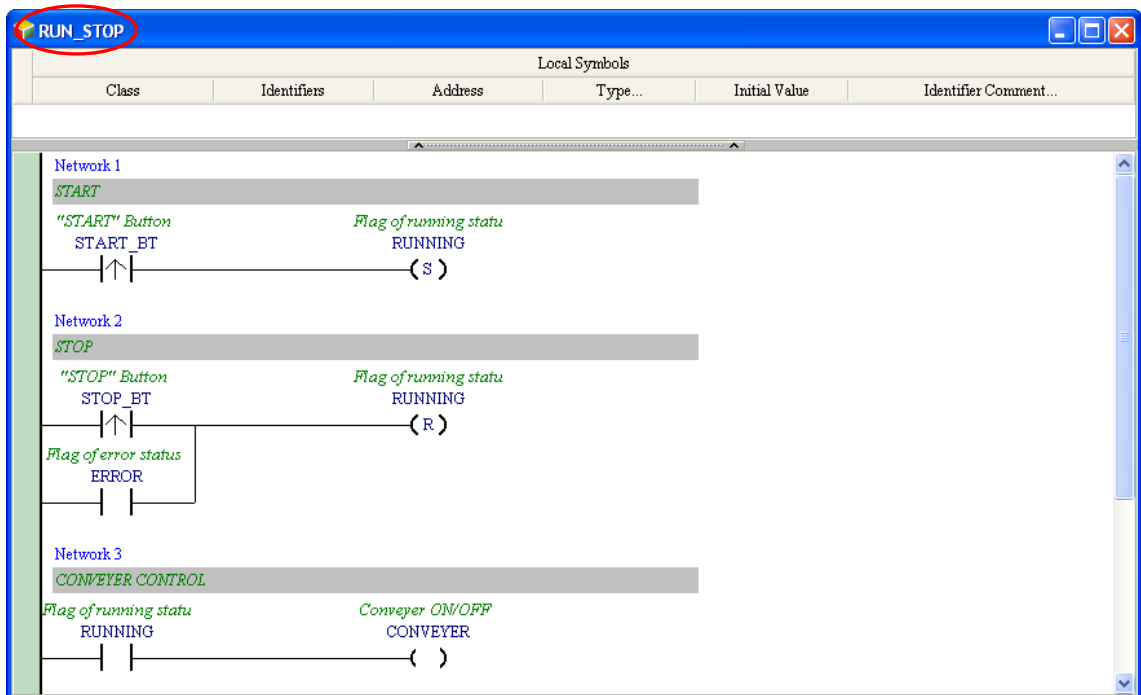 RUN_STOP
Local Symbols
Class Identifiers Address Type... Initial Value Identifier Comment...
Network 1
START
"START" Button Flag of running statu
START_BT RUNNING
S
Network 2
STOP
"STOP" Button Flag of running statu
STOP_BT RUNNING
R
Flag of error status
ERROR
Network 3
CONVEYER CONTROL
Flag of running statu Conveyer ON/OFF
RUNNING CONVEYER